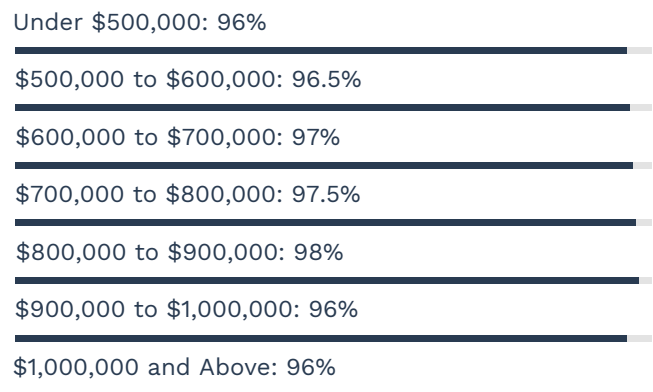 Under $500,000: 96%
$500,000 to $600,000: 96.5%
$600,000 to $700,000: 97%
$700,000 to $800,000: 97.5%
$800,000 to $900,000: 98%
$900,000 to $1,000,000: 96%
$1,000,000 and Above: 96%